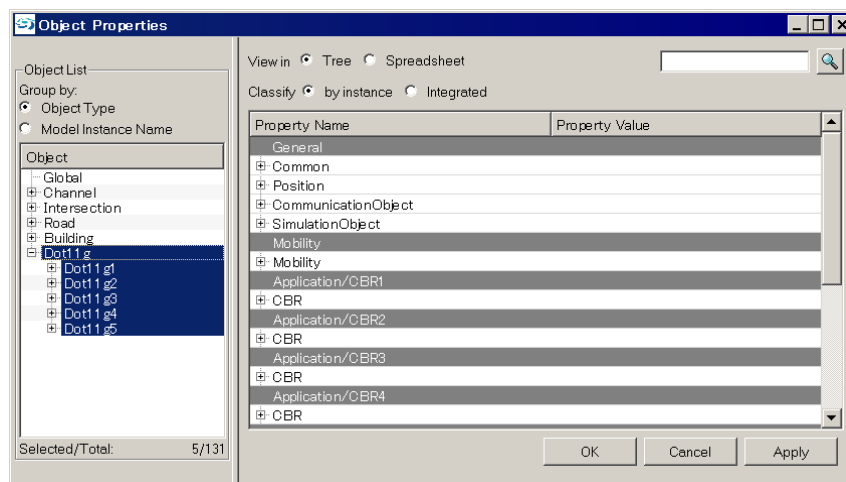 Object Properties
Object List
Group by:
Object Type
Model Instance Name
Object
Global
Channel
Intersection
Road
Building
Dot11g
Dot11g1
Dot11g2
Dot11g3
Dot11g4
Dot11g5
Selected/Total: 5/131
View in Tree Spreadsheet
Classify by instance Integrated
Property Name Property Value
General
Common
Position
CommunicationObject
SimulationObject
Mobility
Mobility
Application/CBR1
CBR
Application/CBR2
CBR
Application/CBR3
CBR
Application/CBR4
CBR
OK Cancel Apply